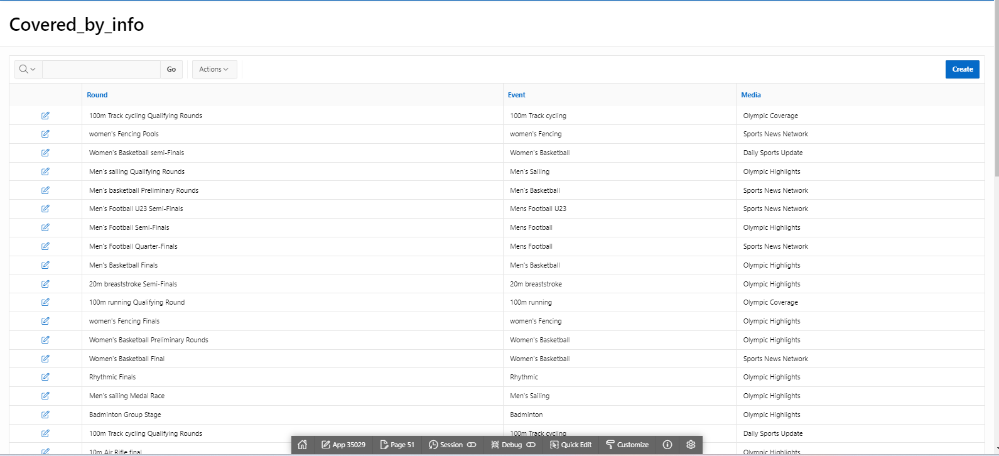 Covered_by_info
Go Actions Create
Round Event Media
100m Track cycling Qualifying Rounds 100m Track cycling Olympic Coverage
women's Fencing Pools women's Fencing Sports News Network
Women's Basketball semi-Finals Women's Basketball Daily Sports Update
Men's sailing Qualifying Rounds Men's Sailing Olympic Highlights
Men's basketball Preliminary Rounds Men's Basketball Sports News Network
Men's Football U23 Semi-Finals Mens Football U23 Sports News Network
Men's Football Semi-Finals Mens Football Olympic Highlights
Men's Football Quarter-Finals Mens Football Sports News Network
Men's Basketball Finals Men's Basketball Olympic Highlights
20m breaststroke Semi-Finals 20m breaststroke Olympic Highlights
100m running Qualifying Round 100m running Olympic Coverage
women's Fencing Finals women's Fencing Olympic Highlights
Women's Basketball Preliminary Rounds Women's Basketball Olympic Highlights
Women's Basketball Final Women's Basketball Sports News Network
Rhythmic Finals Rhythmic Olympic Highlights
Men's sailing Medal Race Men's Sailing Olympic Highlights
Badminton Group Stage Badminton Olympic Highlights
100m Track cycling Qualifying Rounds 100m Track cycling Daily Sports Update
10m Air Rifle final Olympic Highlights
App 35029 Page 51 Session Debug Quick Edit Customize